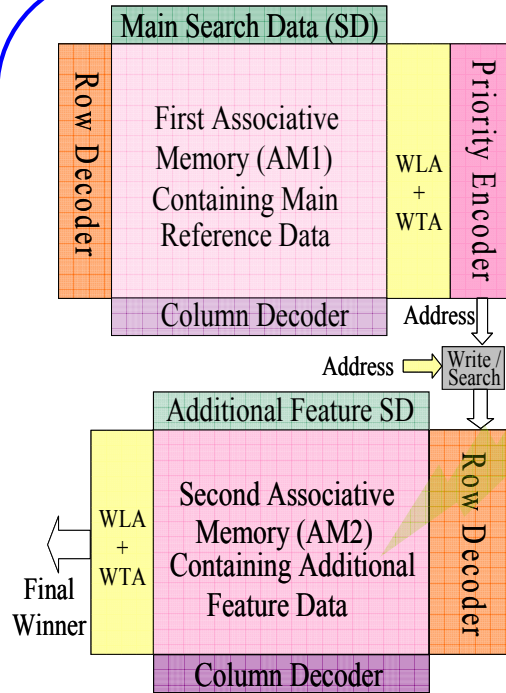 Main Search Data (SD)
Row Decoder
First Associative
Memory (AM1)
Containing Main
Reference Data
WLA
+
WTA
Priority Encoder
Column Decoder
Address
Address
Write /
Search
Additional Feature SD
WLA
+
WTA
Second Associative
Memory (AM2)
Containing Additional
Feature Data
Row Decoder
Final
Winner
Column Decoder